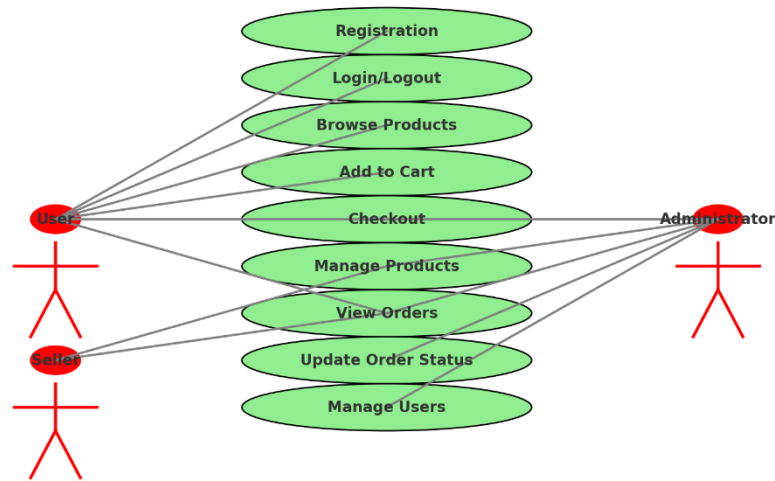 Registration
Login/Logout
Browse Products
Add to Cart
User
Checkout
Administrator
Manage Products
View Orders
Seller
Update Order Status
Manage Users